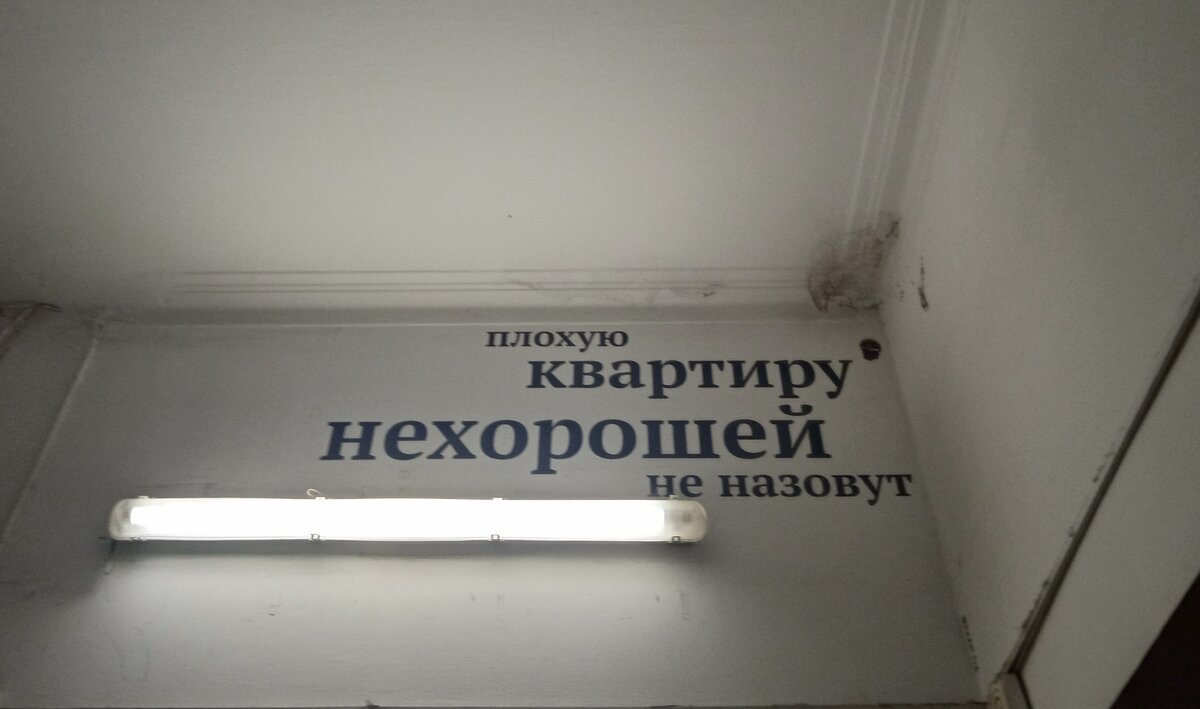 плохую
квартиру
нехорошей
не назовут